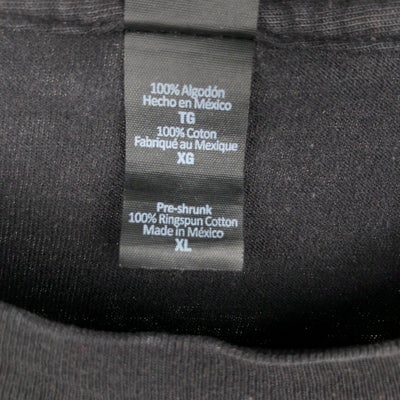 100% Algodón
Hecho en México
TG
100% Coton
Fabriqué au Mexique
XG
Pre-shrunk
100% Ringspun Cotton
Made in México
XL